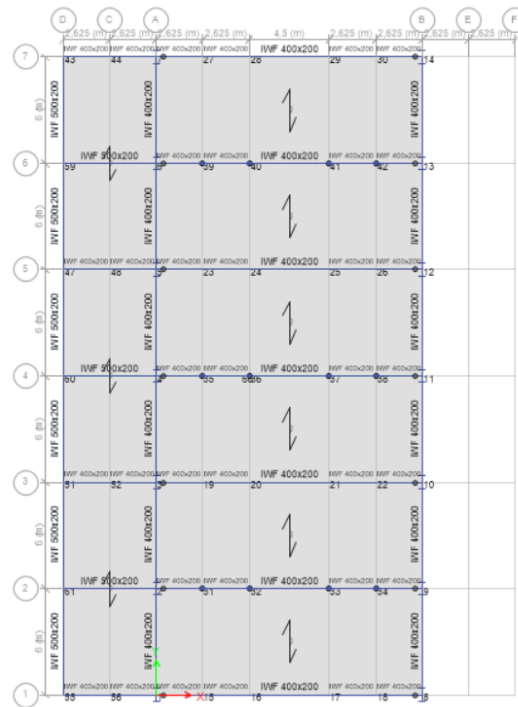 D C A B E F
2,625 (m) 2,625 (m) 2,625 (m) 2,625 (m) 4,5 (m) 2,625 (m) 2,625 (m) 2,625 (m) 2,625 (m)
7
IWF 400x200 IWF 400x200 IWF 400x200 IWF 400x200 IWF 400x200 IWF 400x200 IWF 400x200
43 44 27 28 29 30 14
6 (m) IWF 500x200 IWF 400x200 IWF 400x200
6
IWF 500x200 IWF 400x200 IWF 400x200 IWF 400x200 IWF 400x200 IWF 400x200
59 39 40 41 42 13
6 (m) IWF 500x200 IWF 400x200 IWF 400x200
5
IWF 400x200 IWF 400x200 IWF 400x200 IWF 400x200 IWF 400x200 IWF 400x200 IWF 400x200
47 48 23 24 25 26 12
6 (m) IWF 500x200 IWF 400x200 IWF 400x200
4
IWF 500x200 IWF 400x200 IWF 400x200 IWF 400x200 IWF 400x200 IWF 400x200
60 35 37 38 11
6 (m) IWF 500x200 IWF 400x200 IWF 400x200
3
IWF 400x200 IWF 400x200 IWF 400x200 IWF 400x200 IWF 400x200 IWF 400x200 IWF 400x200
51 52 19 20 21 22 10
6 (m) IWF 500x200 IWF 400x200 IWF 400x200
2
IWF 500x200 IWF 400x200 IWF 400x200 IWF 400x200 IWF 400x200 IWF 400x200
61 31 32 33 34 9
6 (m) IWF 500x200 IWF 400x200 IWF 400x200
Y
1
IWF 400x200 IWF 400x200 IWF 400x200 IWF 400x200 IWF 400x200 IWF 400x200
55 56 X 15 16 17 18 8